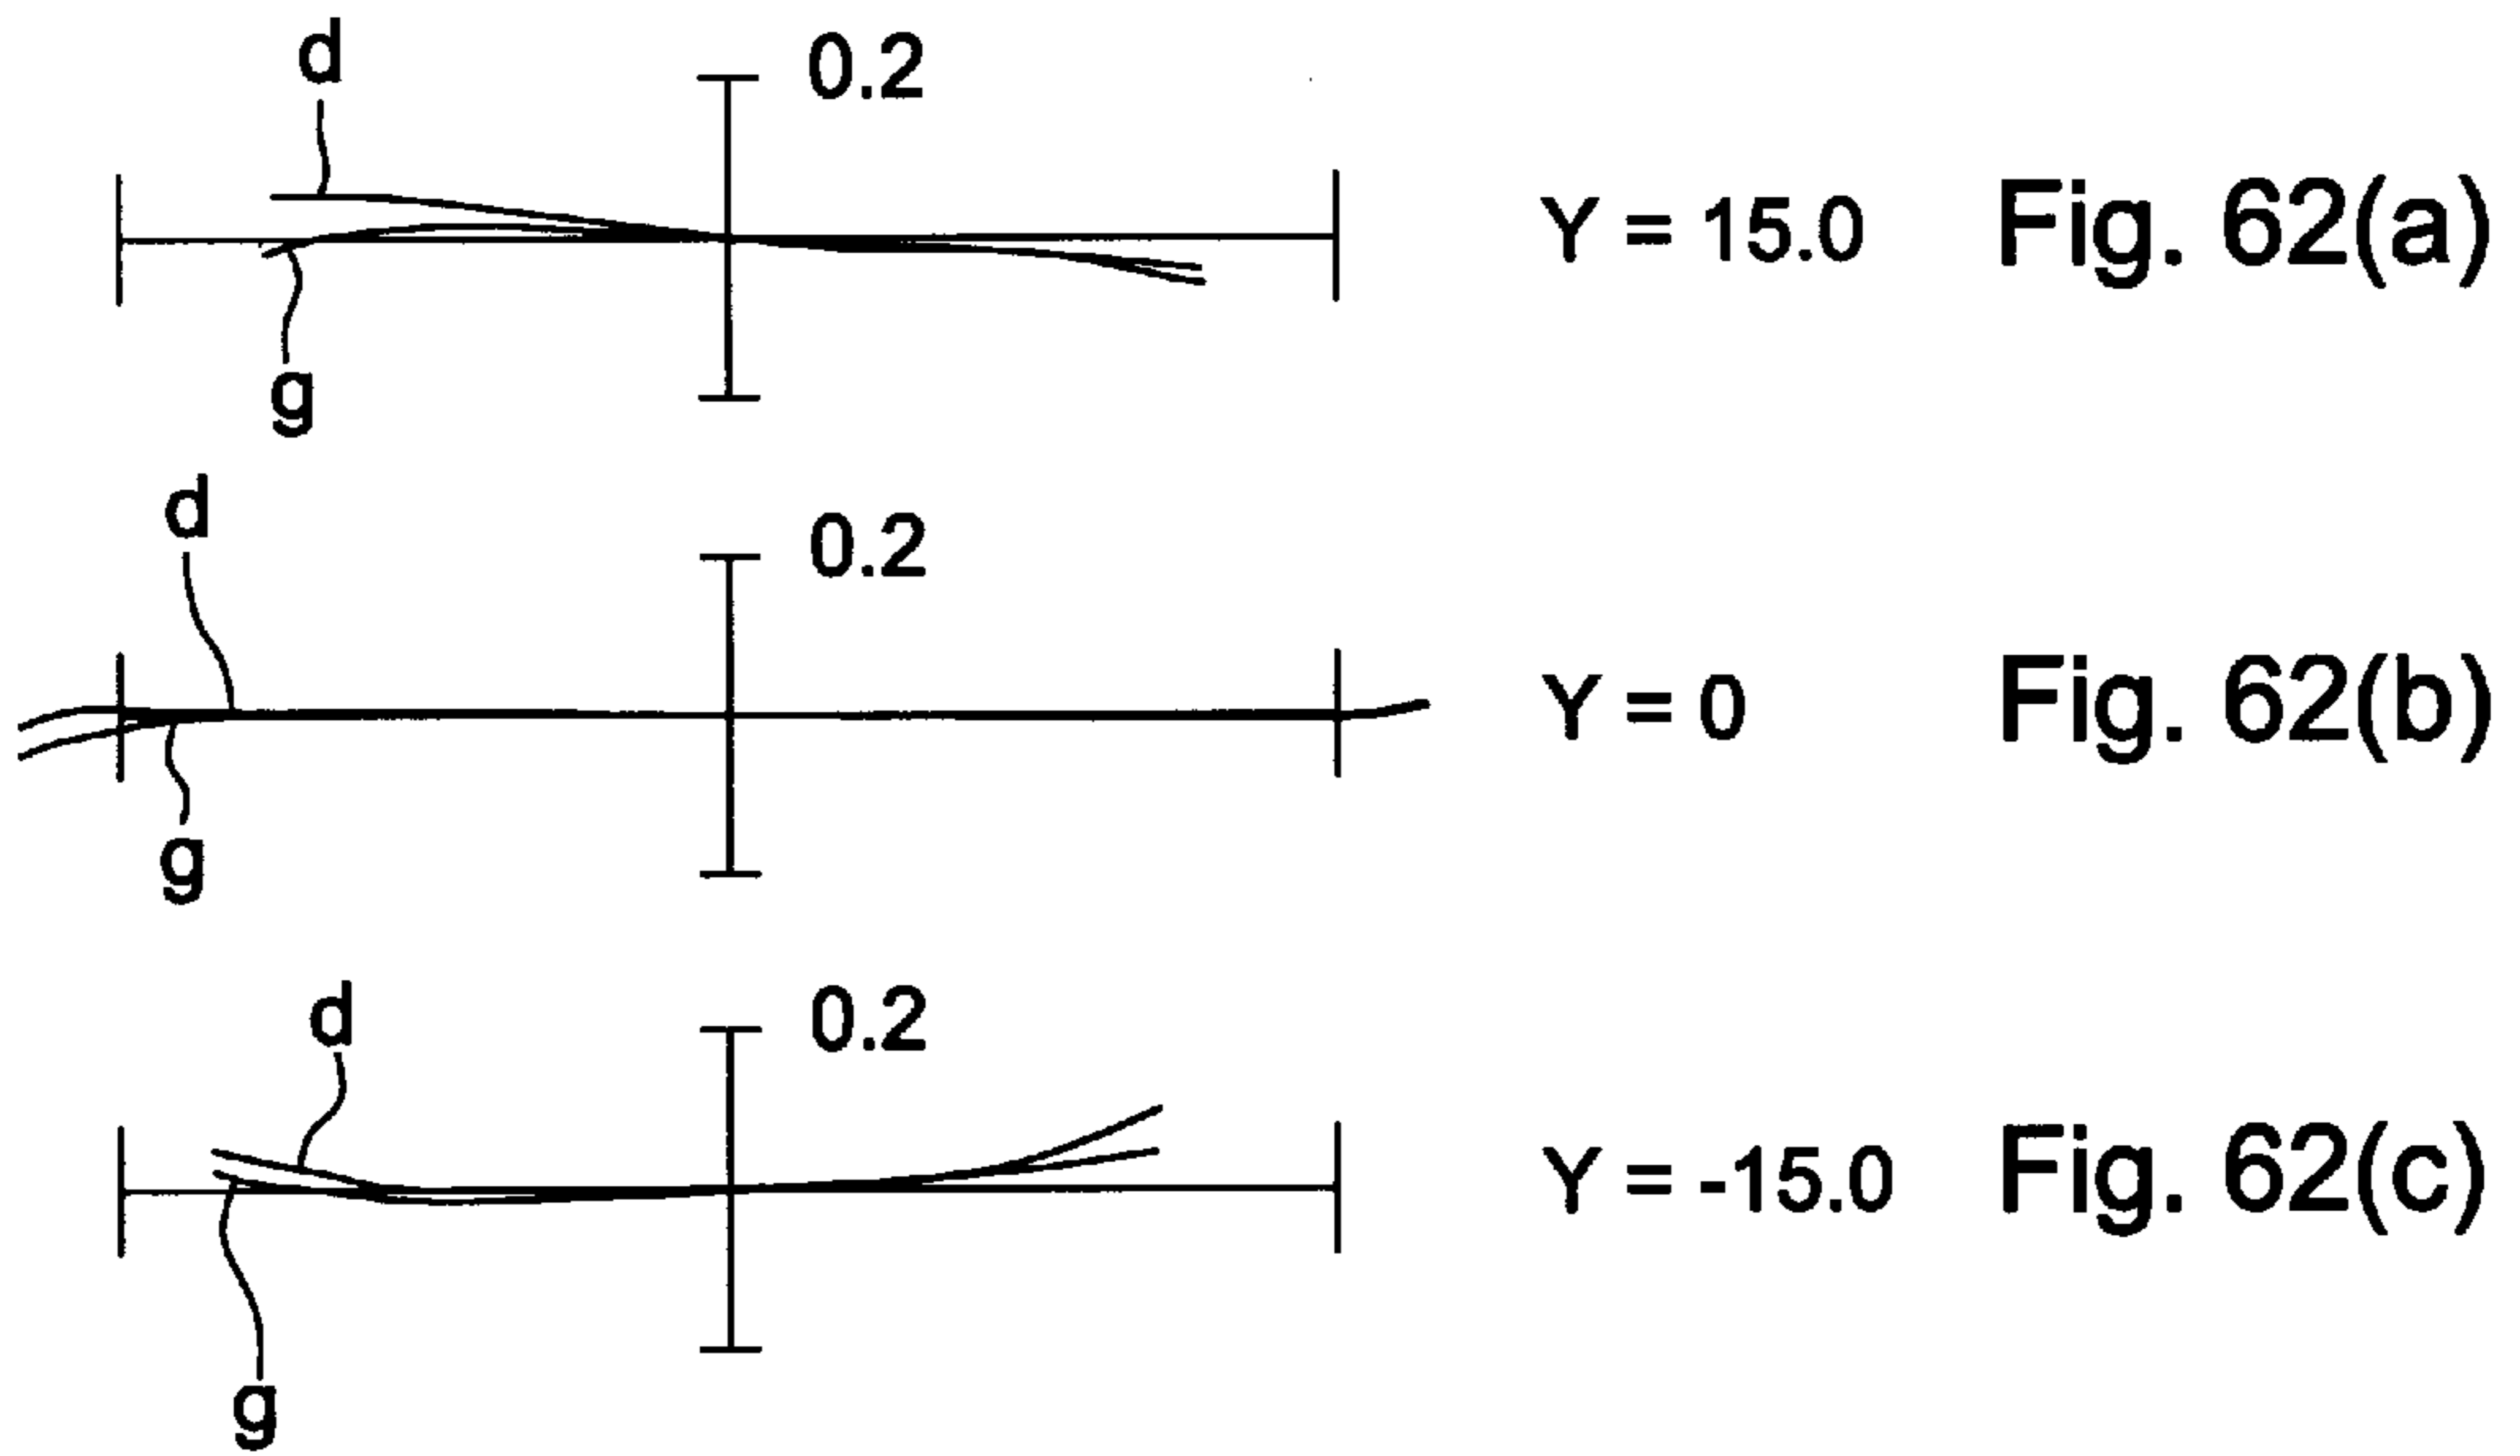 d
0.2
Y = 15.0 Fig. 62(a)
g
d
0.2
Y = 0 Fig. 62(b)
g
d
0.2
Y = -15.0 Fig. 62(c)
g